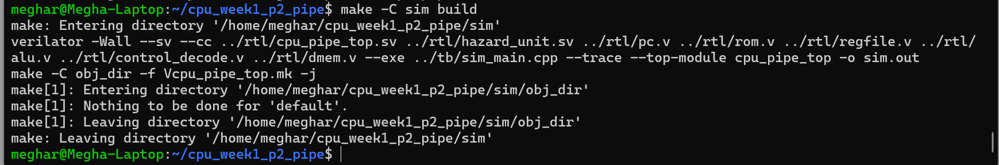 meghar@Megha-Laptop:~/cpu_week1_p2_pipe$ make -C sim build
make: Entering directory '/home/meghar/cpu_week1_p2_pipe/sim'
verilator -Wall --sv --cc ../rtl/cpu_pipe_top.sv ../rtl/hazard_unit.sv ../rtl/pc.v ../rtl/rom.v ../rtl/regfile.v ../rtl/
alu.v ../rtl/control_decode.v ../rtl/dmem.v --exe ../tb/sim_main.cpp --trace --top-module cpu_pipe_top -o sim.out
make -C obj_dir -f Vcpu_pipe_top.mk -j
make[1]: Entering directory '/home/meghar/cpu_week1_p2_pipe/sim/obj_dir'
make[1]: Nothing to be done for 'default'.
make[1]: Leaving directory '/home/meghar/cpu_week1_p2_pipe/sim/obj_dir'
make: Leaving directory '/home/meghar/cpu_week1_p2_pipe/sim'
meghar@Megha-Laptop:~/cpu_week1_p2_pipe$